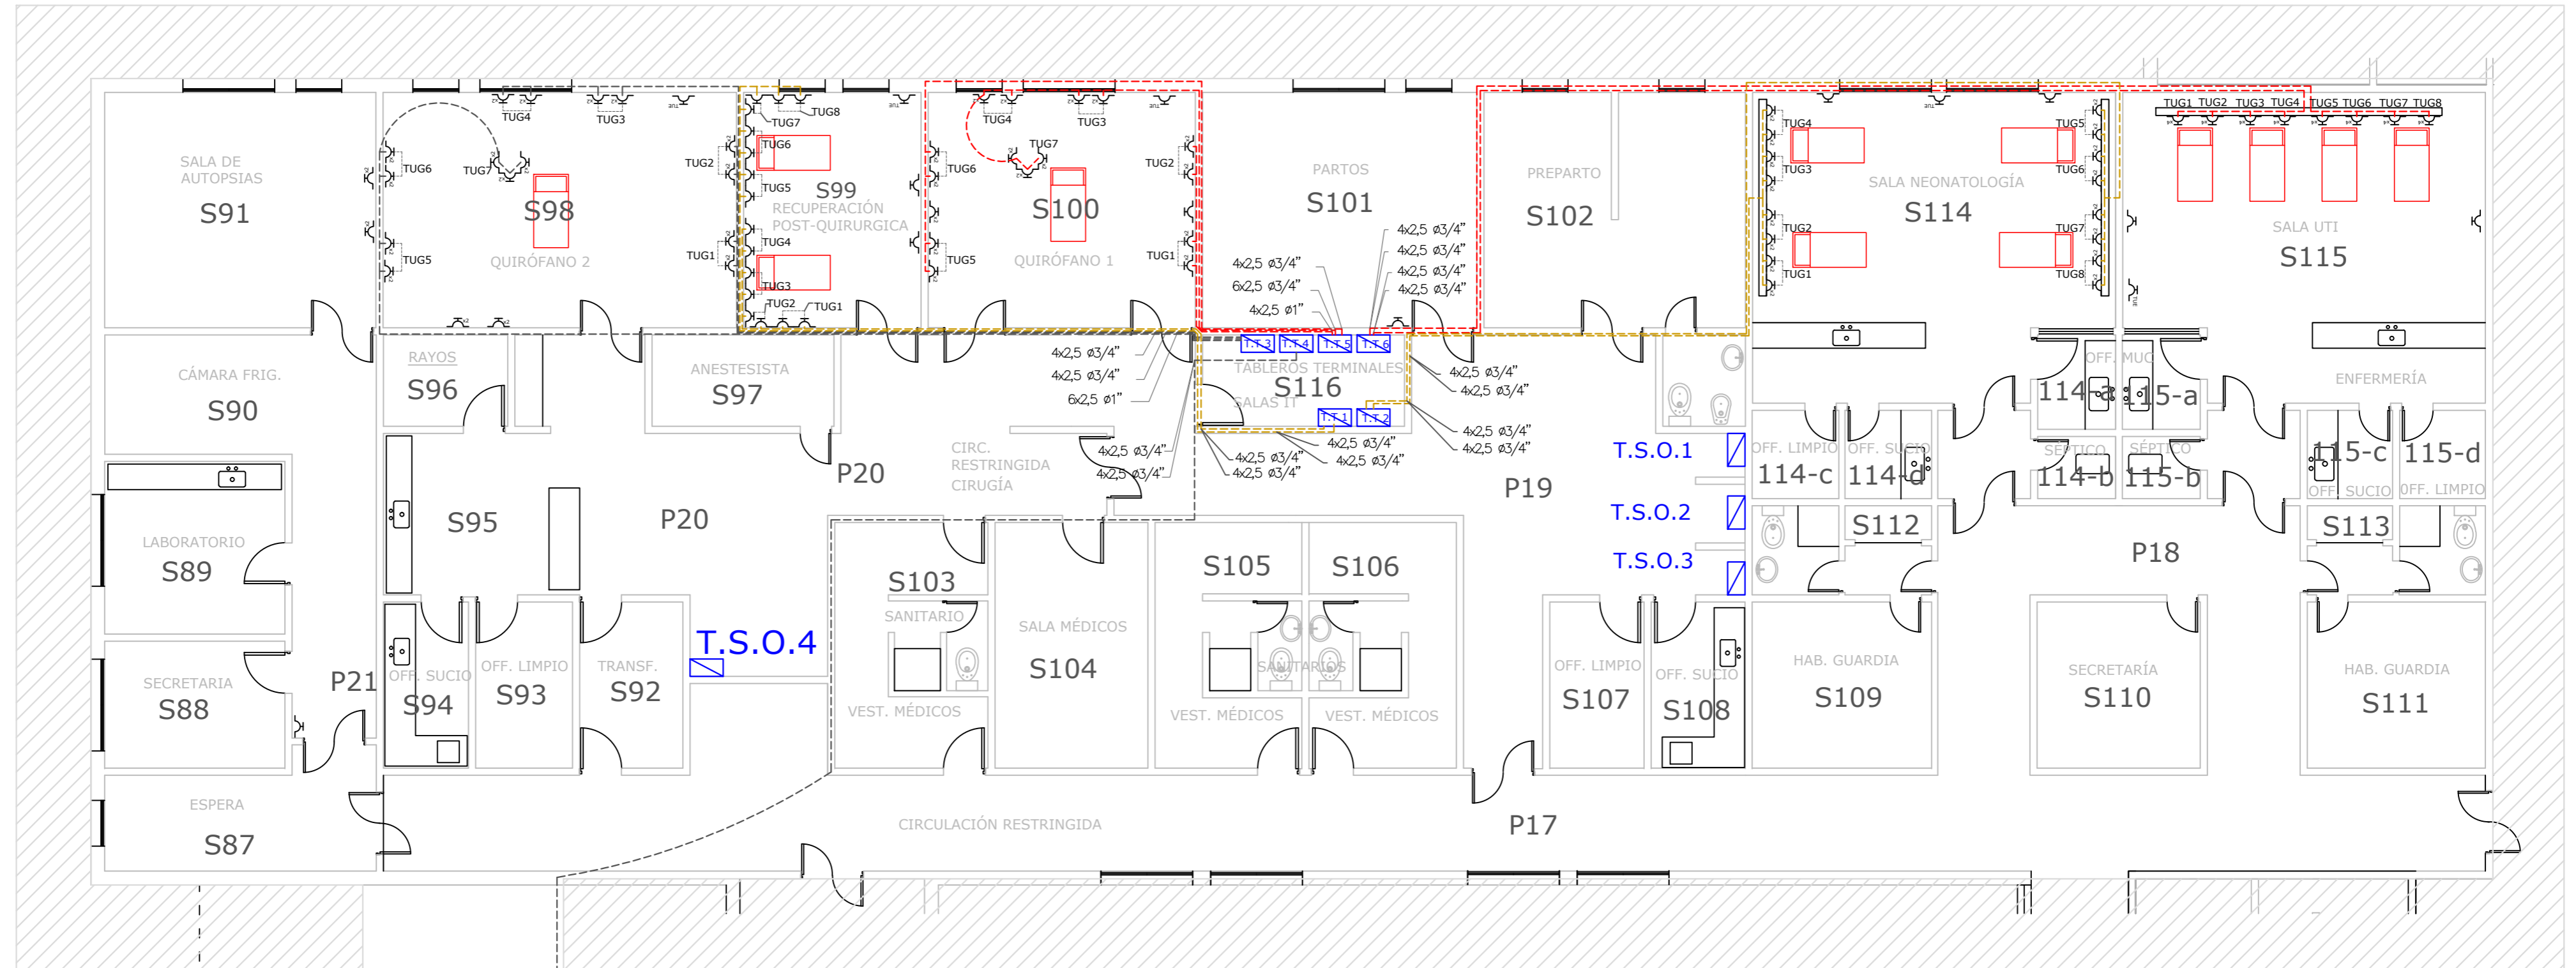 SALA DE
AUTOPSIAS
S91
TUG4
TUG3
TUE
TUG6
TUG7
S98
QUIRÓFANO 2
TUG5
TUG2
TUG1
TUG7
TUG8
TUG6
TUG5
S99
RECUPERACIÓN
POST-QUIRURGICA
TUG4
TUG3
TUG2
TUG1
TUG4
TUG3
TUE
TUG7
TUG6
TUG2
S100
QUIRÓFANO 1
TUG5
TUG1
PARTOS
S101
4x2,5 ø3/4"
6x2,5 ø3/4"
4x2,5 ø1"
4x2,5 ø3/4"
4x2,5 ø3/4"
4x2,5 ø3/4"
4x2,5 ø3/4"
PREPARTO
S102
TUG4
TUG3
TUG2
TUG1
SALA NEONATOLOGÍA
S114
TUG5
TUG6
TUG7
TUG8
TUG1
TUG2
TUG3
TUG4
TUG5
TUG6
TUG7
TUG8
SALA UTI
S115
TUE
RAYOS
S96
ANESTESISTA
S97
CÁMARA FRIG.
S90
4x2,5 ø3/4"
4x2,5 ø3/4"
6x2,5 ø1"
T.T.3
T.T.4
T.T.5
T.T.6
TABLEROS TERMINALES
S116
SALAS IT
T.T.1
T.T.2
4x2,5 ø3/4"
4x2,5 ø3/4"
4x2,5 ø3/4"
4x2,5 ø3/4"
4x2,5 ø3/4"
4x2,5 ø3/4"
4x2,5 ø3/4"
4x2,5 ø3/4"
4x2,5 ø3/4"
4x2,5 ø3/4"
CIRC.
RESTRINGIDA
CIRUGÍA
P20
P20
P19
OFF. MUC
114-a
115-a
ENFERMERÍA
T.S.O.1
T.S.O.2
T.S.O.3
OFF. LIMPIO
114-c
OFF. SUCIO
114-d
SÉPTICO
114-b
SÉPTICO
115-b
115-c
OFF. SUCIO
115-d
OFF. LIMPIO
S112
S113
P18
LABORATORIO
S89
S95
SECRETARIA
S88
P21
OFF. SUCIO
S94
OFF. LIMPIO
S93
TRANSF.
S92
T.S.O.4
S103
SANITARIO
VEST. MÉDICOS
SALA MÉDICOS
S104
S105
S106
SANITARIOS
VEST. MÉDICOS
VEST. MÉDICOS
OFF. LIMPIO
S107
OFF. SUCIO
S108
HAB. GUARDIA
S109
SECRETARÍA
S110
HAB. GUARDIA
S111
ESPERA
S87
CIRCULACIÓN RESTRINGIDA
P17